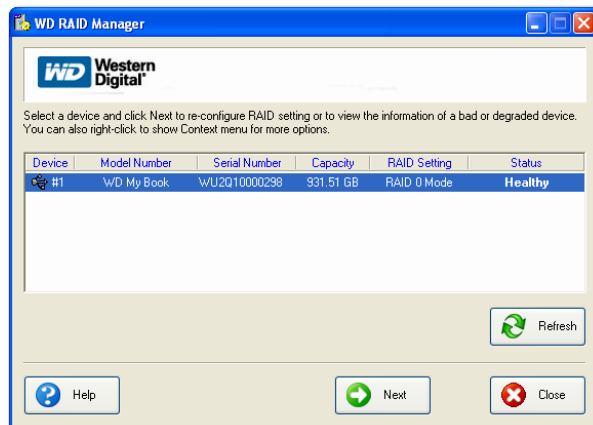 WD RAID Manager
WD Western Digital®
Select a device and click Next to re-configure RAID setting or to view the information of a bad or degraded device.
You can also right-click to show Context menu for more options.
Device Model Number Serial Number Capacity RAID Setting Status
#1 WD My Book WU2Q10000298 931.51 GB RAID 0 Mode Healthy
Refresh
Help Next Close